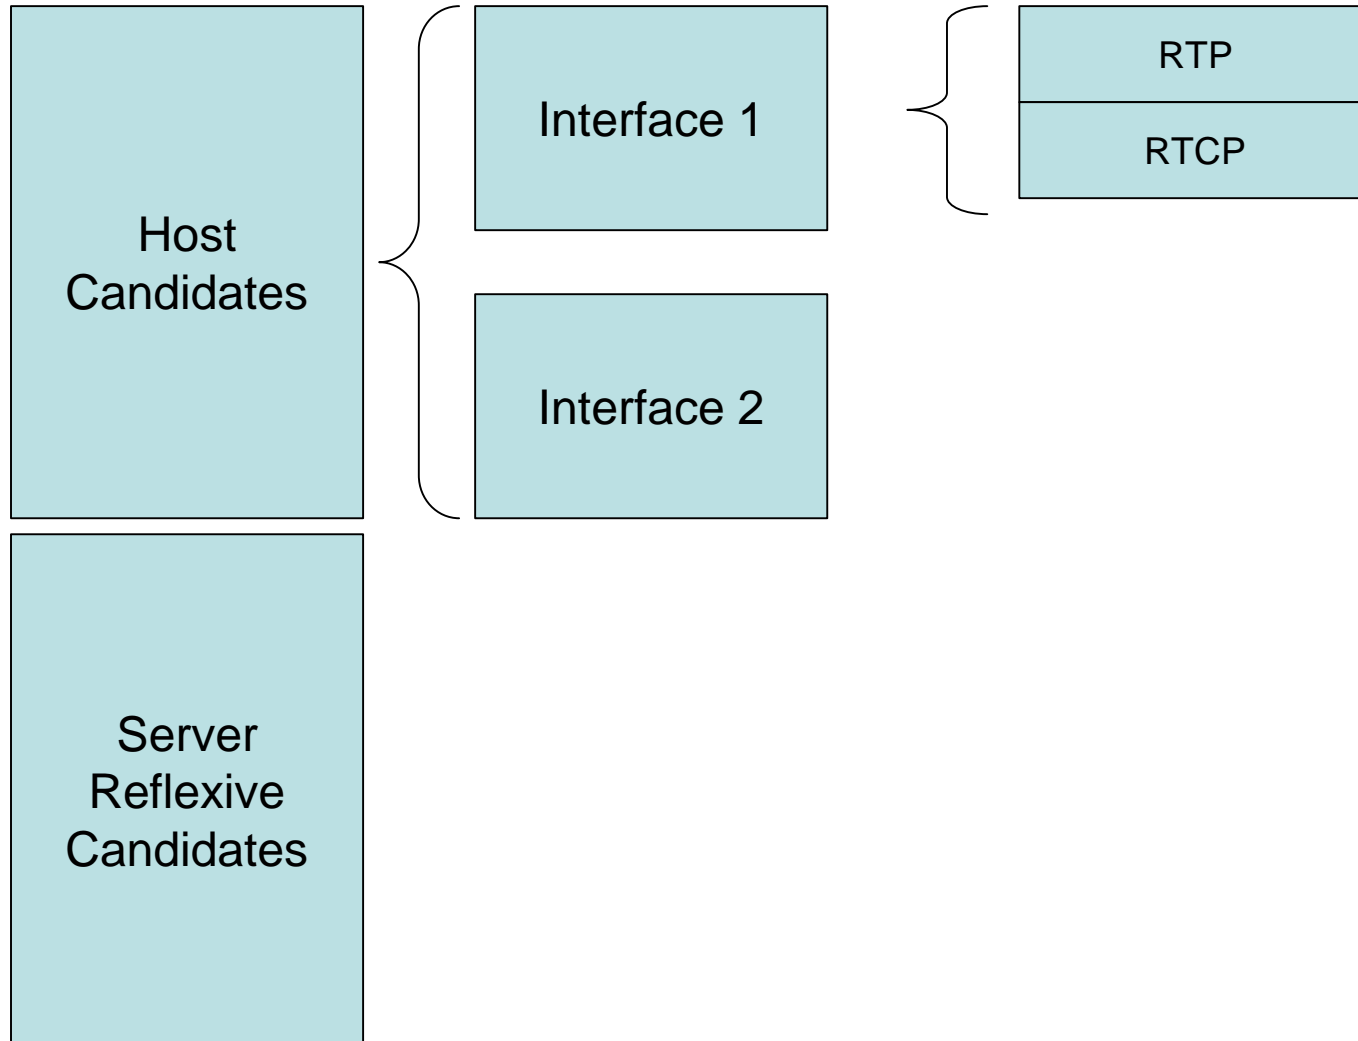 Host
Candidates
Interface 1
Interface 2
RTP
RTCP
Server
Reflexive
Candidates